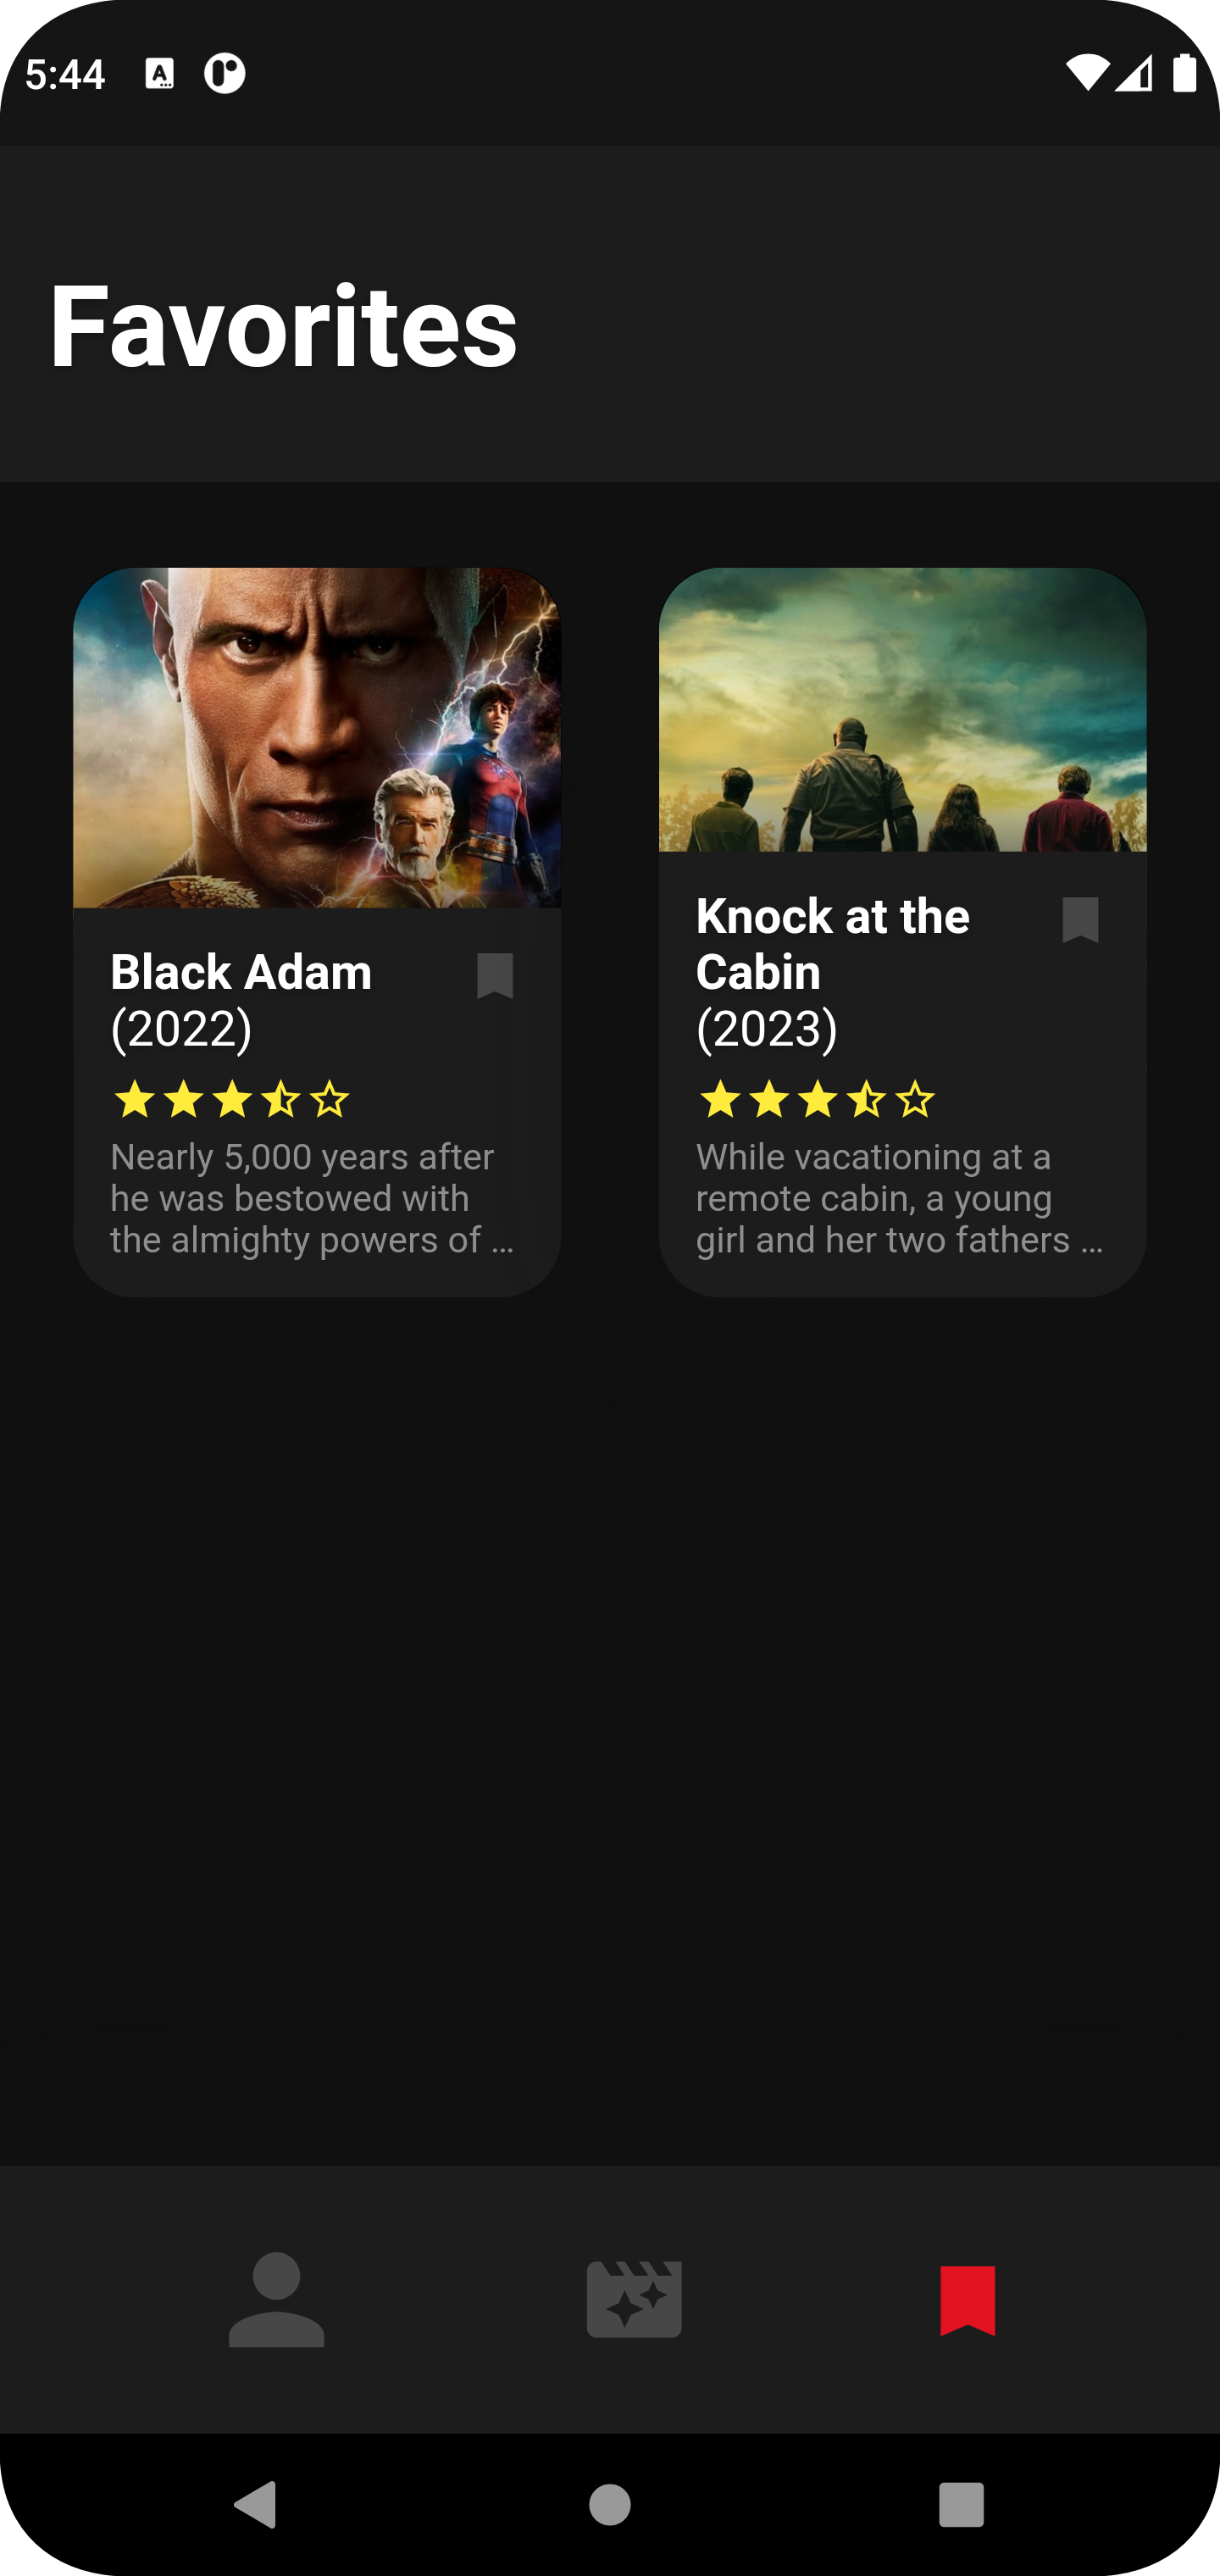 5:44
Favorites
Black Adam
(2022)
Nearly 5,000 years after
he was bestowed with
the almighty powers of ...
Knock at the
Cabin
(2023)
While vacationing at a
remote cabin, a young
girl and her two fathers ...